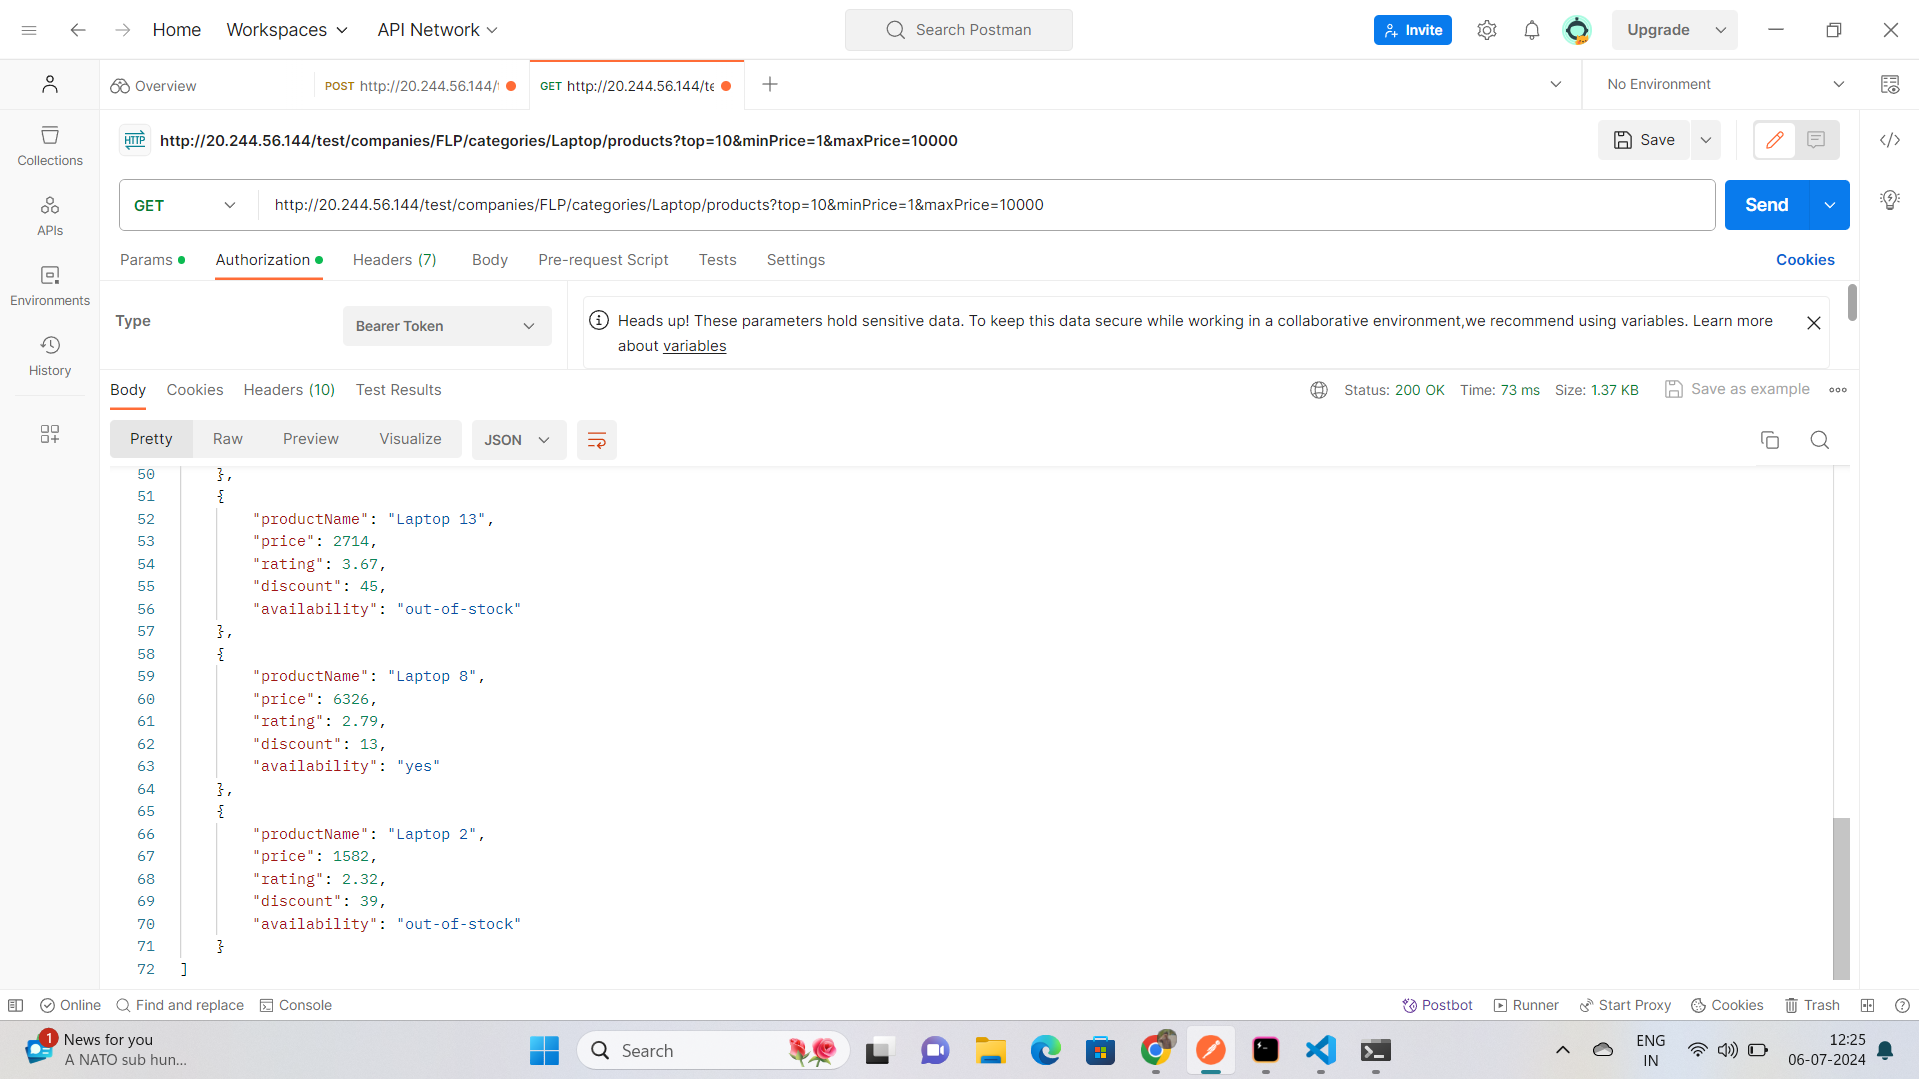 Home Workspaces API Network Search Postman Invite Upgrade
Overview POST http://20.244.56.144/t GET http://20.244.56.144/te No Environment
HTTP http://20.244.56.144/test/companies/FLP/categories/Laptop/products?top=10&minPrice=1&maxPrice=10000 Save
Collections
GET http://20.244.56.144/test/companies/FLP/categories/Laptop/products?top=10&minPrice=1&maxPrice=10000 Send
APIs
Params Authorization Headers (7) Body Pre-request Script Tests Settings Cookies
Environments
Type Bearer Token Heads up! These parameters hold sensitive data. To keep this data secure while working in a collaborative environment,we recommend using variables. Learn more
about variables
History
Body Cookies Headers (10) Test Results Status: 200 OK Time: 73 ms Size: 1.37 KB Save as example
Pretty Raw Preview Visualize JSON
50 },
51 {
52 "productName": "Laptop 13",
53 "price": 2714,
54 "rating": 3.67,
55 "discount": 45,
56 "availability": "out-of-stock"
57 },
58 {
59 "productName": "Laptop 8",
60 "price": 6326,
61 "rating": 2.79,
62 "discount": 13,
63 "availability": "yes"
64 },
65 {
66 "productName": "Laptop 2",
67 "price": 1582,
68 "rating": 2.32,
69 "discount": 39,
70 "availability": "out-of-stock"
71 }
72 ]
Online Find and replace Console Postbot Runner Start Proxy Cookies Trash
1 News for you
A NATO sub hun...
Search
ENG
IN
12:25
06-07-2024